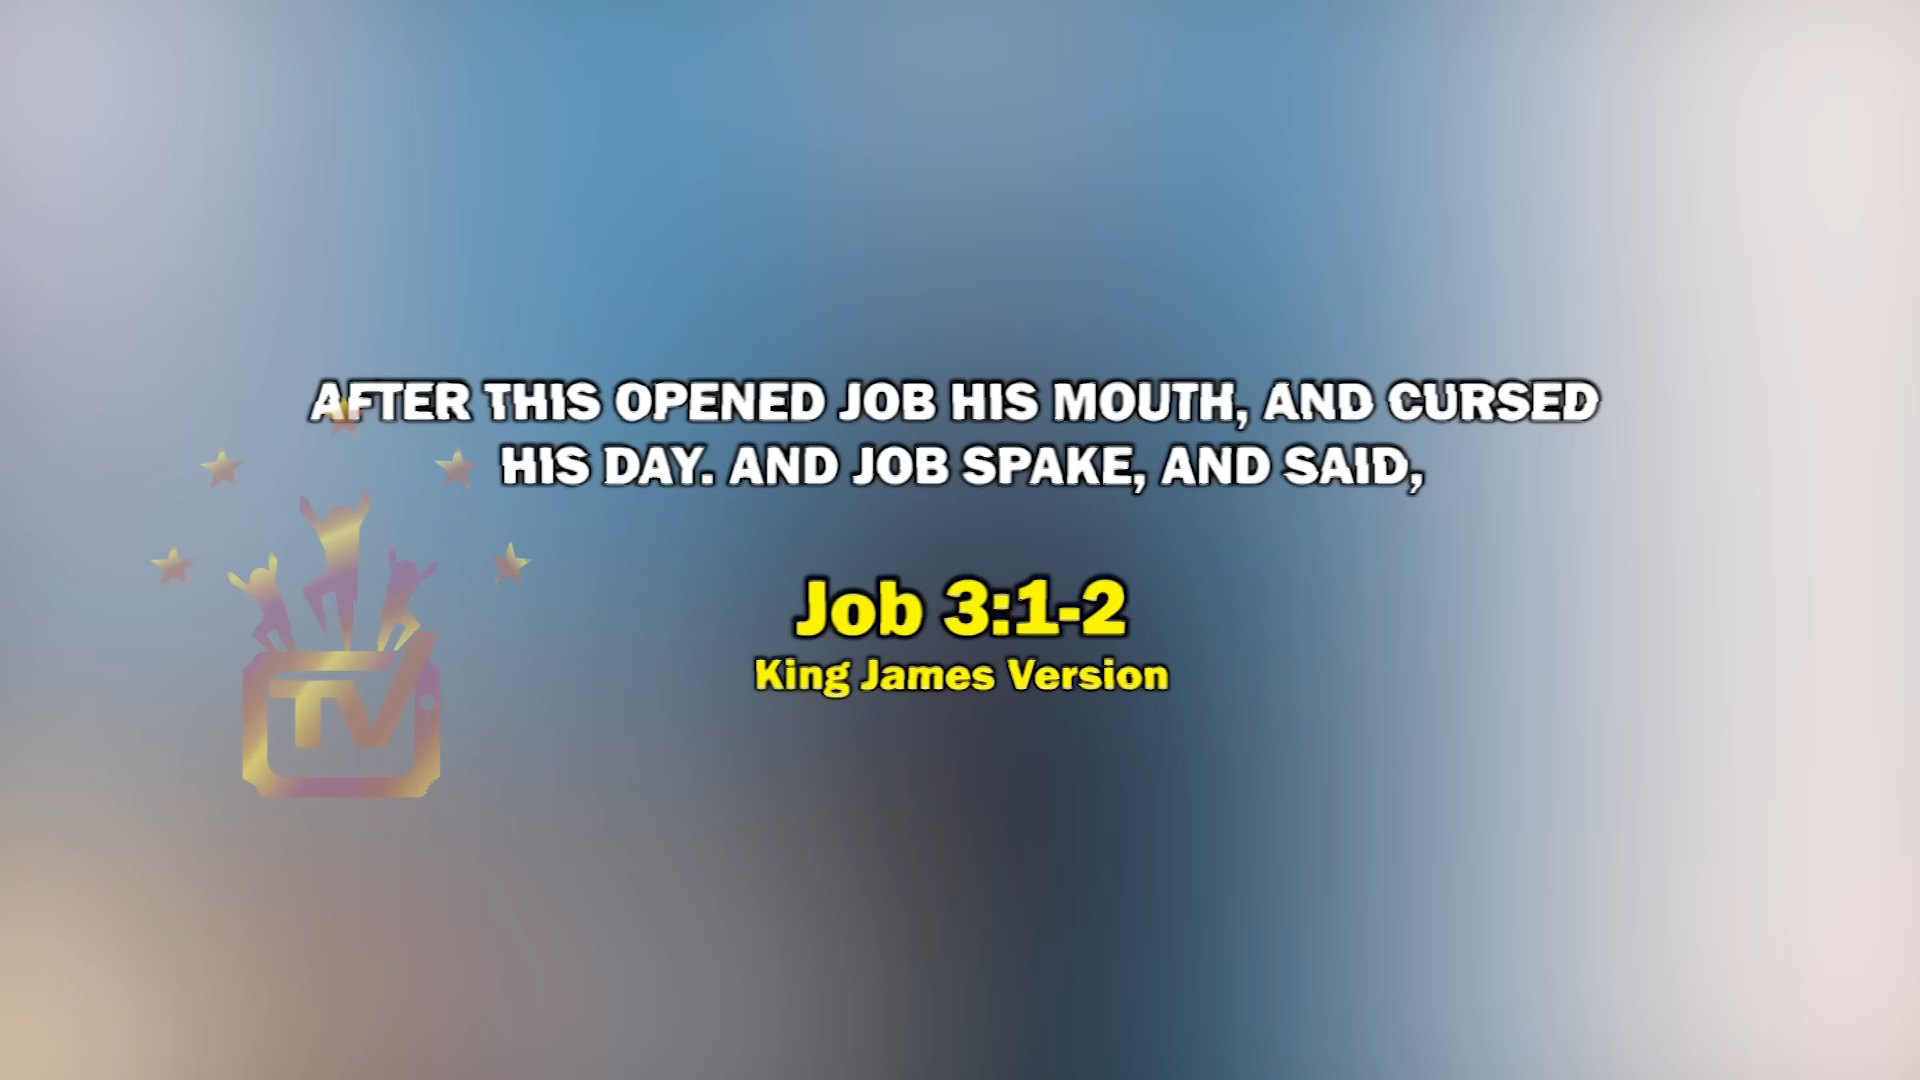 AFTER THIS OPENED JOB HIS MOUTH, AND CURSED
HIS DAY. AND JOB SPAKE, AND SAID,
Job 3:1-2
King James Version
TV